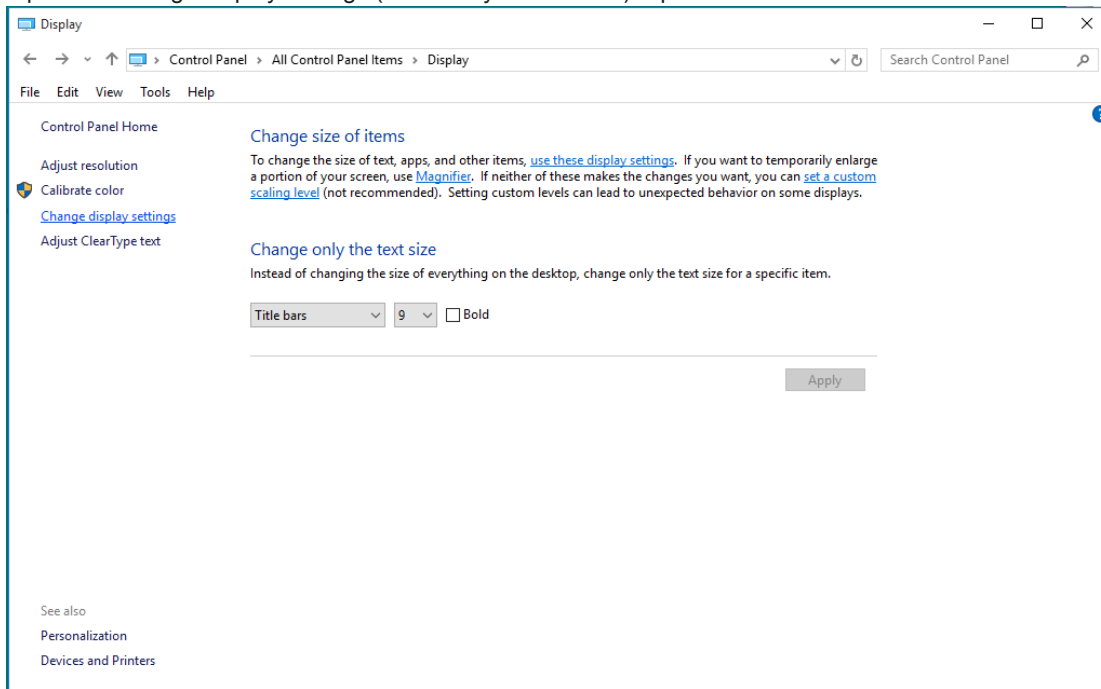 Display
Control Panel > All Control Panel Items > Display
Search Control Panel
File Edit View Tools Help
Control Panel Home
Adjust resolution
Calibrate color
Change display settings
Adjust ClearType text
Change size of items
To change the size of text, apps, and other items, use these display settings. If you want to temporarily enlarge
a portion of your screen, use Magnifier. If neither of these makes the changes you want, you can set a custom
scaling level (not recommended). Setting custom levels can lead to unexpected behavior on some displays.
Change only the text size
Instead of changing the size of everything on the desktop, change only the text size for a specific item.
Title bars 9 Bold
Apply
See also
Personalization
Devices and Printers